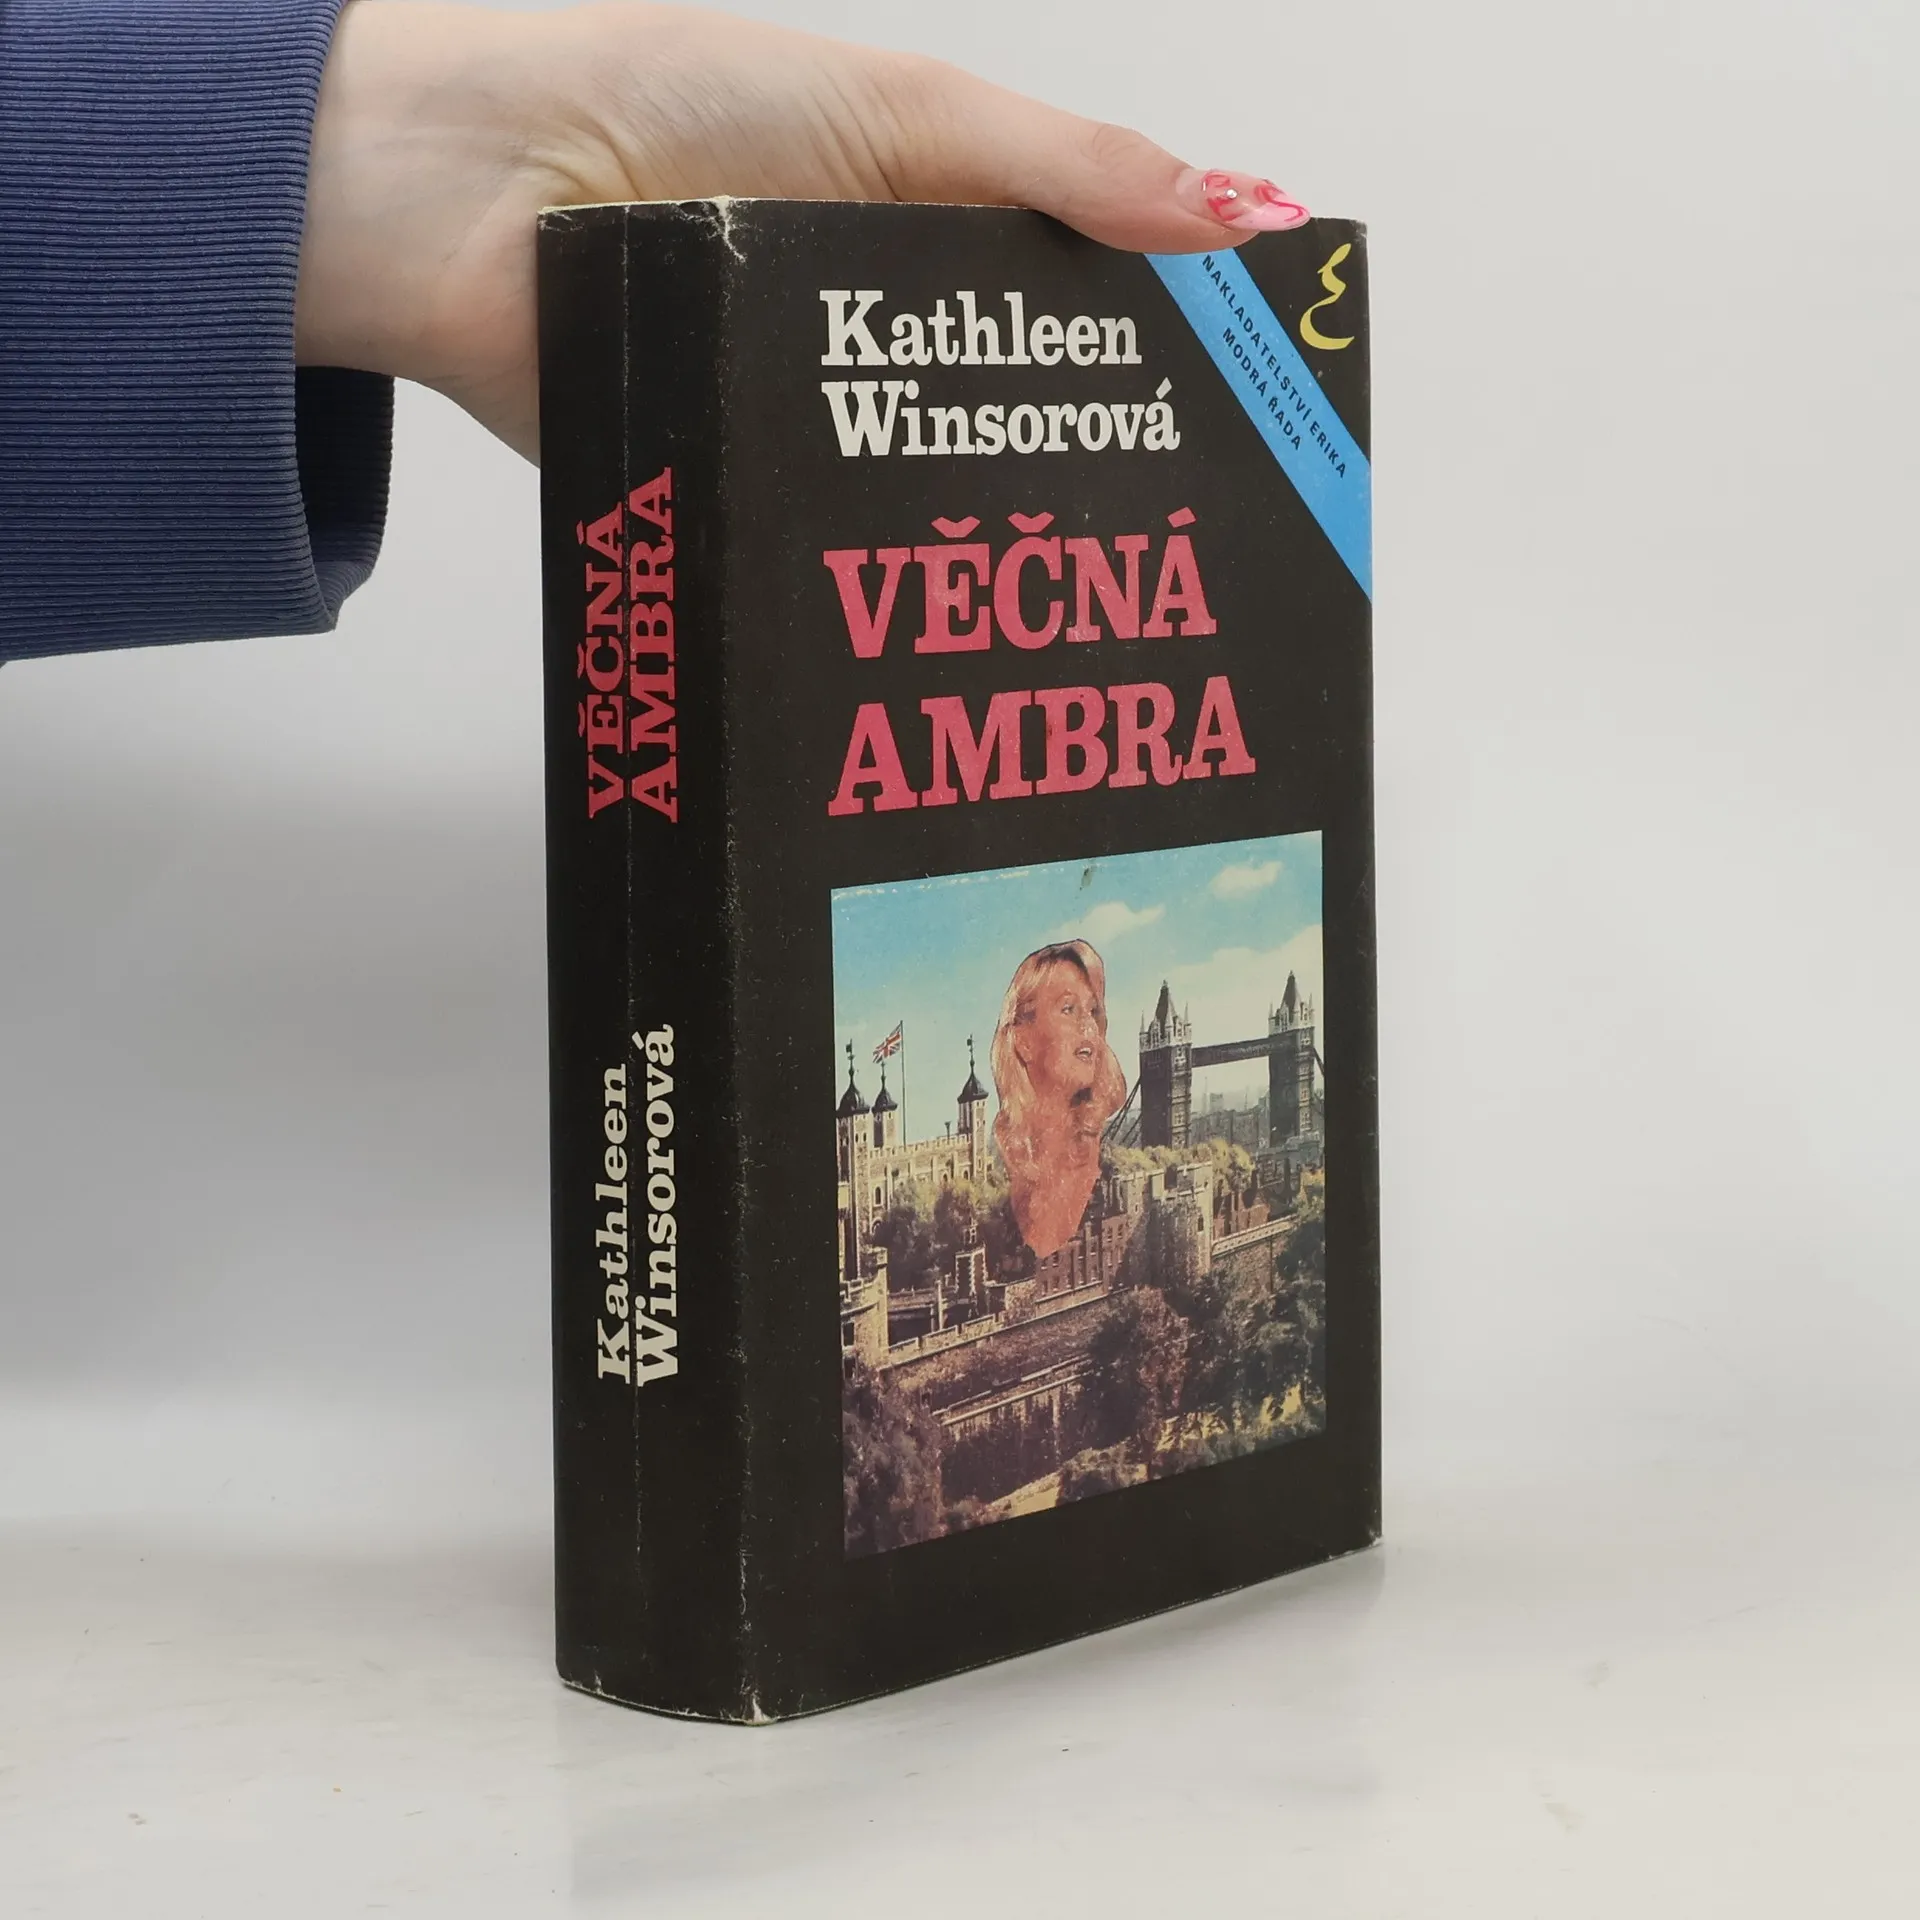 Kathleen
Winsorová
VĚČNÁ
AMBRA
NAKLADATELSTVÍ ERIKA
MODRÁ ŘADA
VĚČNÁ
AMBRA
Kathleen
Winsorová